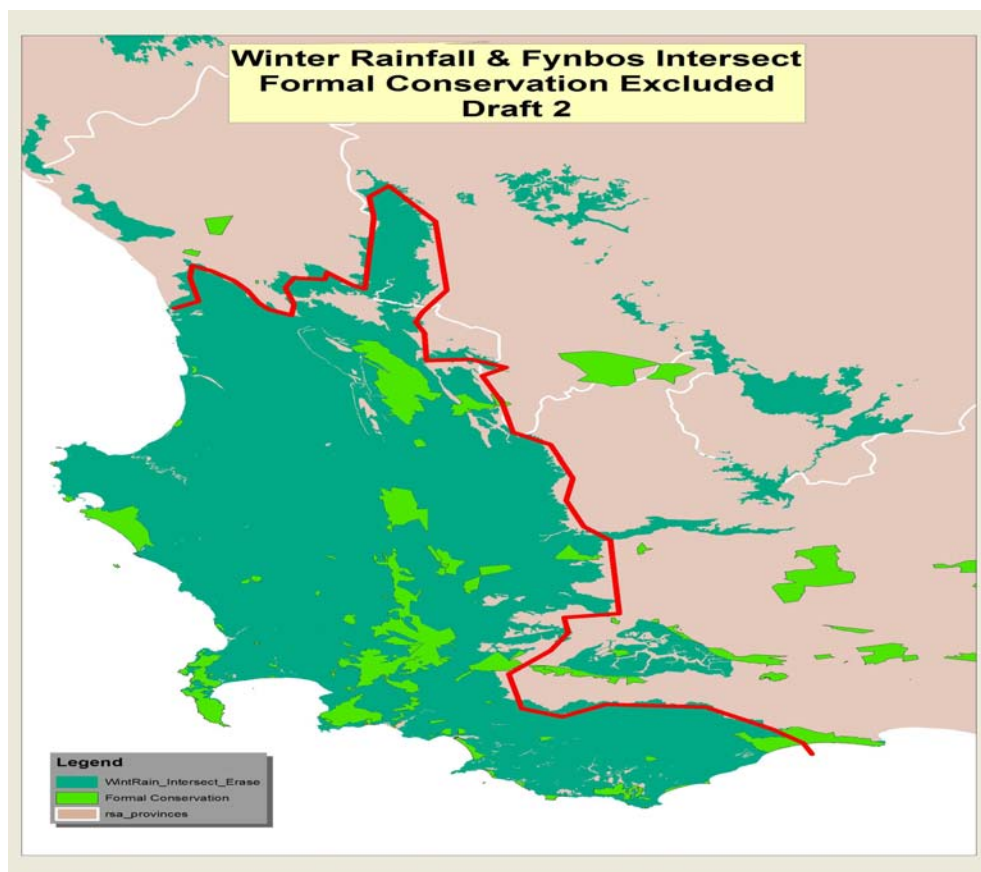 Winter Rainfall & Fynbos Intersect
Formal Conservation Excluded
Draft 2
Legend
WintRain_Intersect_Erase
Formal Conservation
rsa_provinces